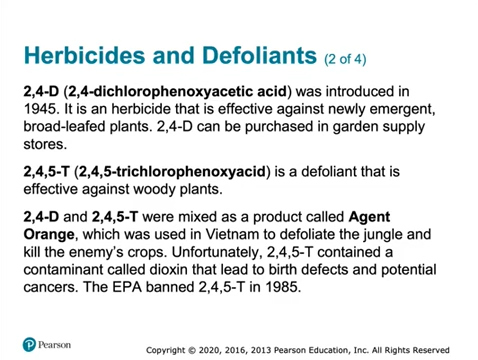 Herbicides and Defoliants (2 of 4)
2,4-D (2,4-dichlorophenoxyacetic acid) was introduced in
1945. It is an herbicide that is effective against newly emergent,
broad-leafed plants. 2,4-D can be purchased in garden supply
stores.
2,4,5-T (2,4,5-trichlorophenoxyacid) is a defoliant that is
effective against woody plants.
2,4-D and 2,4,5-T were mixed as a product called Agent
Orange, which was used in Vietnam to defoliate the jungle and
kill the enemy's crops. Unfortunately, 2,4,5-T contained a
contaminant called dioxin that lead to birth defects and potential
cancers. The EPA banned 2,4,5-T in 1985.
Pearson
Copyright © 2020, 2016, 2013 Pearson Education, Inc. All Rights Reserved